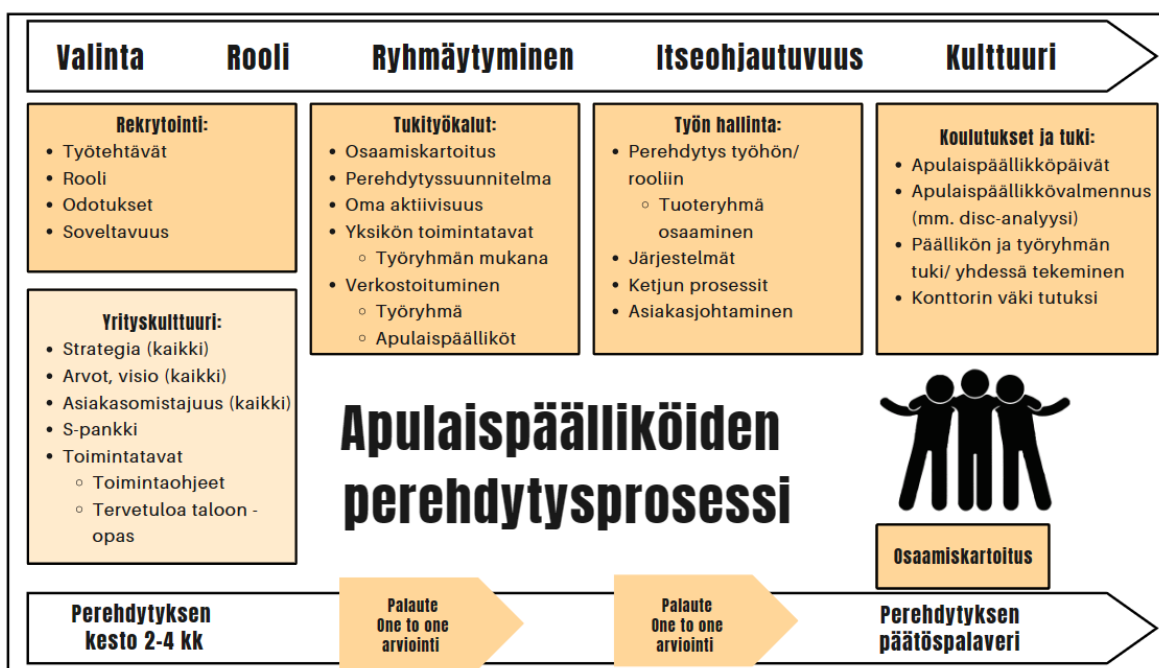 Valinta Rooli Ryhmäytyminen Itseohjautuvuus Kulttuuri
Rekrytointi:
• Työtehtävät
• Rooli
• Odotukset
• Soveltavuus
Yrityskulttuuri:
• Strategia (kaikki)
• Arvot, visio (kaikki)
• Asiakasomistajuus (kaikki)
• S-pankki
• Toimintatavat
◦ Toimintaohjeet
◦ Tervetuloa taloon -
opas
Tukityökalut:
• Osaamiskartoitus
• Perehdytyssuunnitelma
• Oma aktiivisuus
• Yksikön toimintatavat
◦ Työryhmän mukana
• Verkostoituminen
◦ Työryhmä
◦ Apulaispäälliköt
Työn hallinta:
• Perehdytys työhön/
rooliin
◦ Tuoteryhmä
osaaminen
• Järjestelmät
• Ketjun prosessit
• Asiakasjohtaminen
Koulutukset ja tuki:
• Apulaispäällikköpäivät
• Apulaispäällikkövalmennus
(mm. disc-analyysi)
• Päällikön ja työryhmän
tuki/ yhdessä tekeminen
• Konttorin väki tutuksi
Apulaispäälliköiden
perehdytysprosessi
Osaamiskartoitus
Perehdytyksen
kesto 2-4 kk
Palaute
One to one
arviointi
Palaute
One to one
arviointi
Perehdytyksen
päätöspalaveri